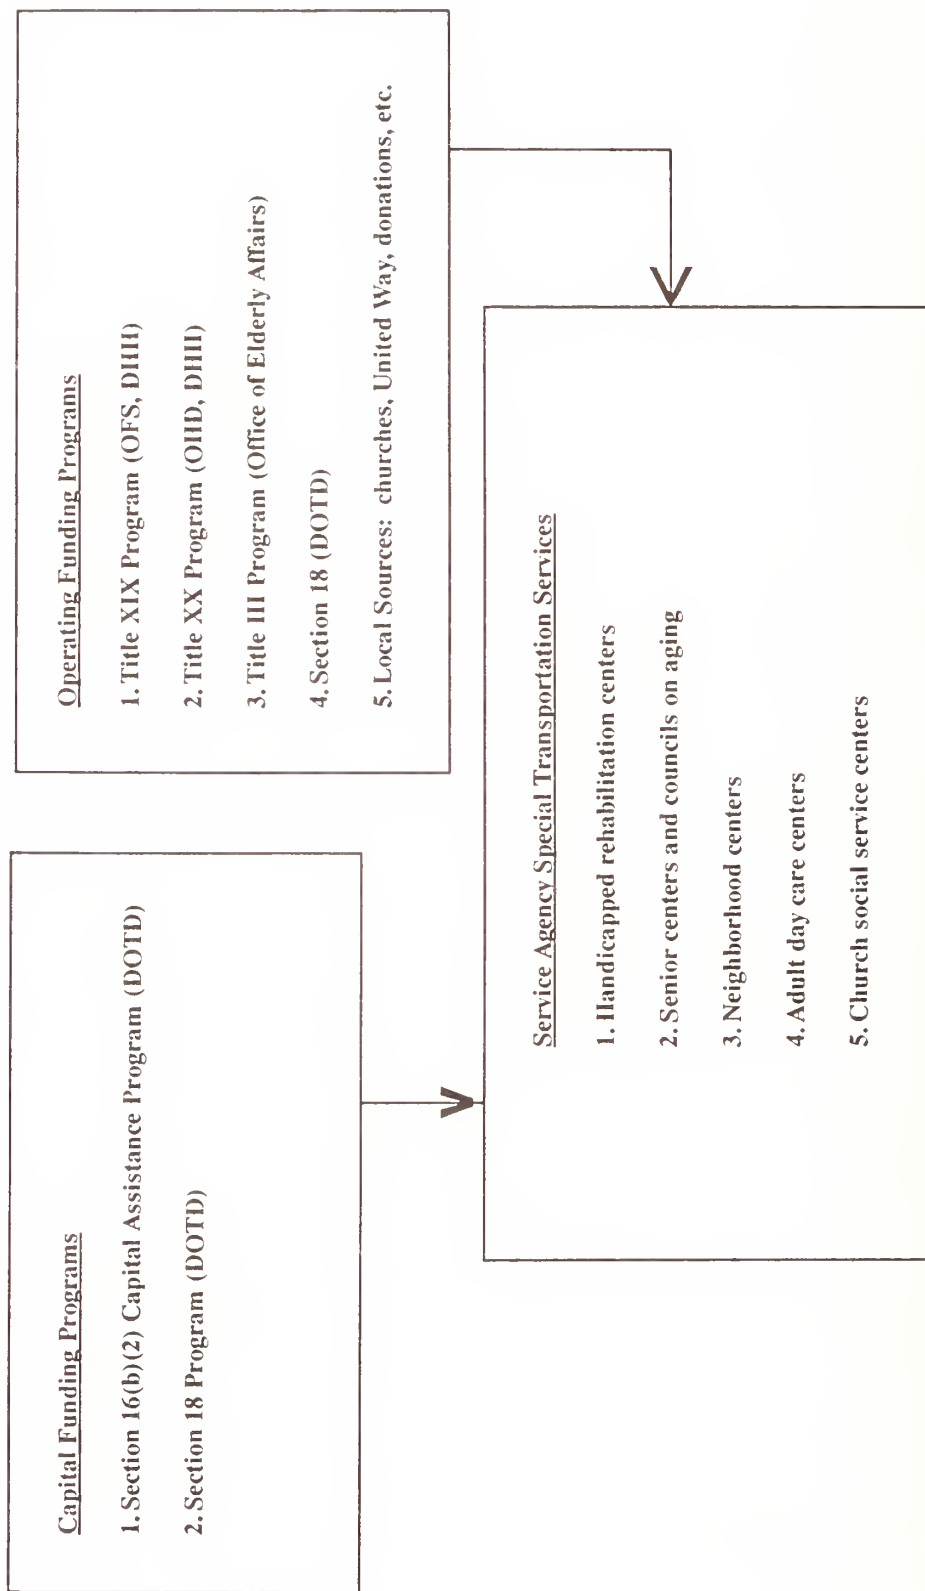 Capital Funding Programs
1. Section 16(b)(2) Capital Assistance Program (DOTD)
2. Section 18 Program (DOTD)
Operating Funding Programs
1. Title XIX Program (OFS, DHH)
2. Title XX Program (OHD, DHH)
3. Title III Program (Office of Elderly Affairs)
4. Section 18 (DOTD)
5. Local Sources: churches, United Way, donations, etc.
Service Agency Special Transportation Services
1. Handicapped rehabilitation centers
2. Senior centers and councils on aging
3. Neighborhood centers
4. Adult day care centers
5. Church social service centers